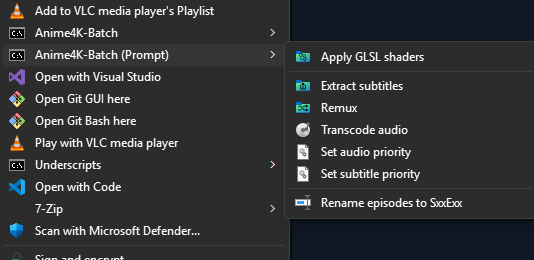 Add to VLC media player's Playlist
Anime4K-Batch
Anime4K-Batch (Prompt)
Open with Visual Studio
Open Git GUI here
Open Git Bash here
Play with VLC media player
Underscripts
Open with Code
7-Zip
Scan with Microsoft Defender...
Sign and encrypt
Apply GLSL shaders
Extract subtitles
Remux
Transcode audio
Set audio priority
Set subtitle priority
Rename episodes to SxxExx